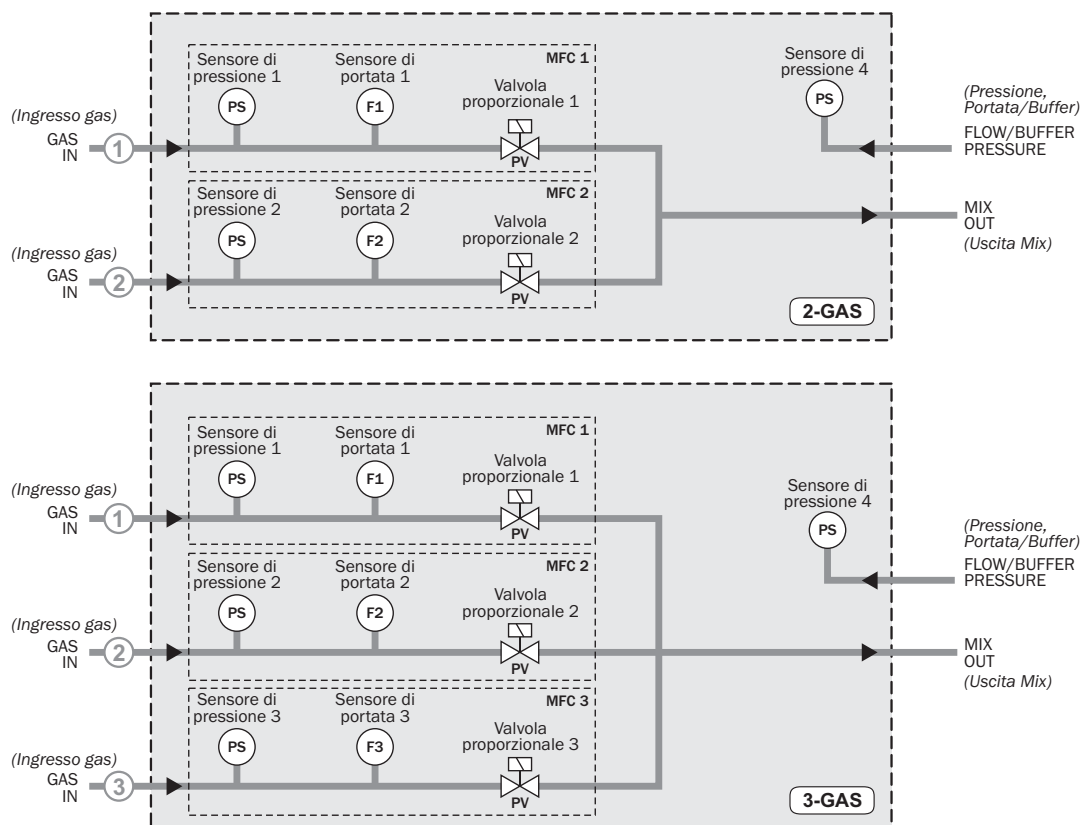 MFC 1
Sensore di
pressione 1
PS
Sensore di
portata 1
F1
Valvola
proporzionale 1
PV
(Ingresso gas)
GAS
IN
1
MFC 2
Sensore di
pressione 2
PS
Sensore di
portata 2
F2
Valvola
proporzionale 2
PV
(Ingresso gas)
GAS
IN
2
Sensore di
pressione 4
PS
(Pressione,
Portata/Buffer)
FLOW/BUFFER
PRESSURE
MIX
OUT
(Uscita Mix)
2-GAS
MFC 1
Sensore di
pressione 1
PS
Sensore di
portata 1
F1
Valvola
proporzionale 1
PV
(Ingresso gas)
GAS
IN
1
MFC 2
Sensore di
pressione 2
PS
Sensore di
portata 2
F2
Valvola
proporzionale 2
PV
(Ingresso gas)
GAS
IN
2
MFC 3
Sensore di
pressione 3
PS
Sensore di
portata 3
F3
Valvola
proporzionale 3
PV
(Ingresso gas)
GAS
IN
3
Sensore di
pressione 4
PS
(Pressione,
Portata/Buffer)
FLOW/BUFFER
PRESSURE
MIX
OUT
(Uscita Mix)
3-GAS